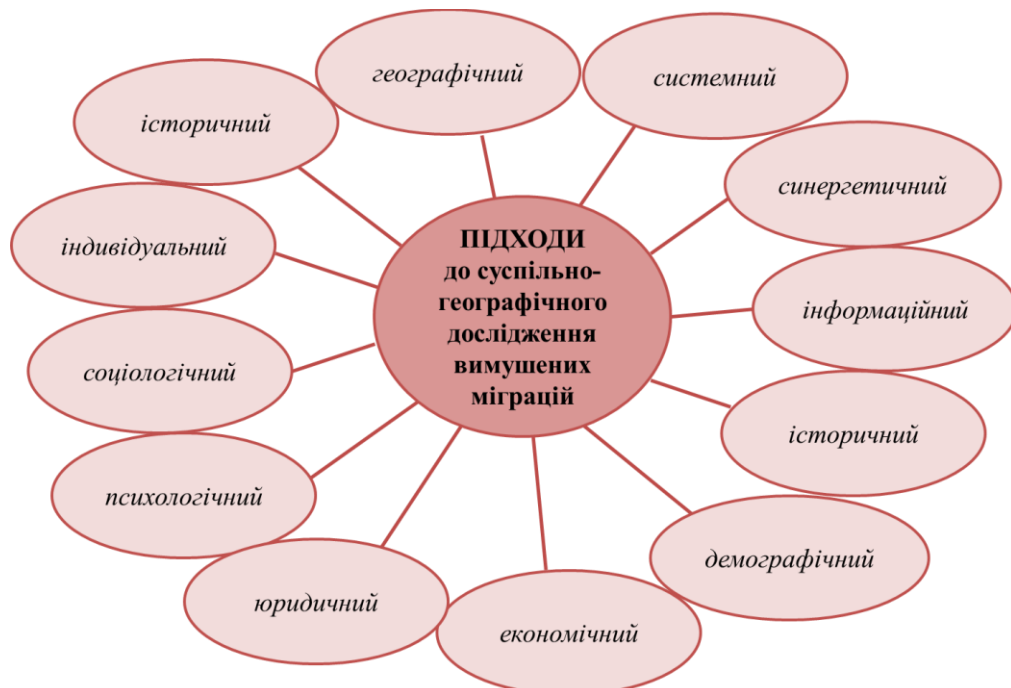 географічний
системний
історичний
синергетичний
індивідуальний
ПІДХОДИ
до суспільно-
географічного
дослідження
вимушених
міграцій
інформаційний
соціологічний
історичний
психологічний
демографічний
юридичний
економічний